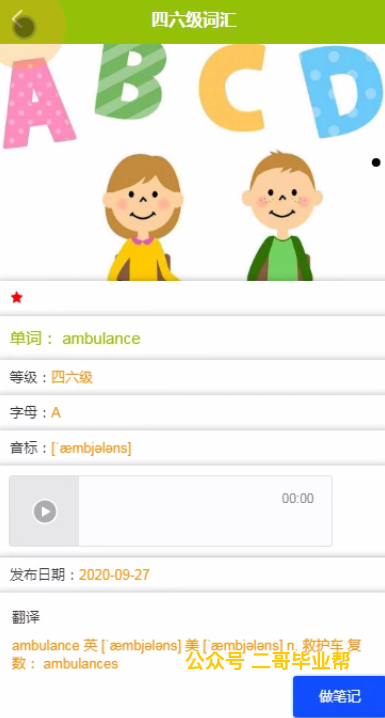 四六级词汇
A B C D
单词： ambulance
等级：四六级
字母：A
音标：[ˈæmbjələns]
00:00
发布日期：2020-09-27
翻译
ambulance 英 [ˈæmbjələns] 美 [ˈæmbjələns] n. 救护车 复
数： ambulances
公众号 二哥毕业帮
做笔记